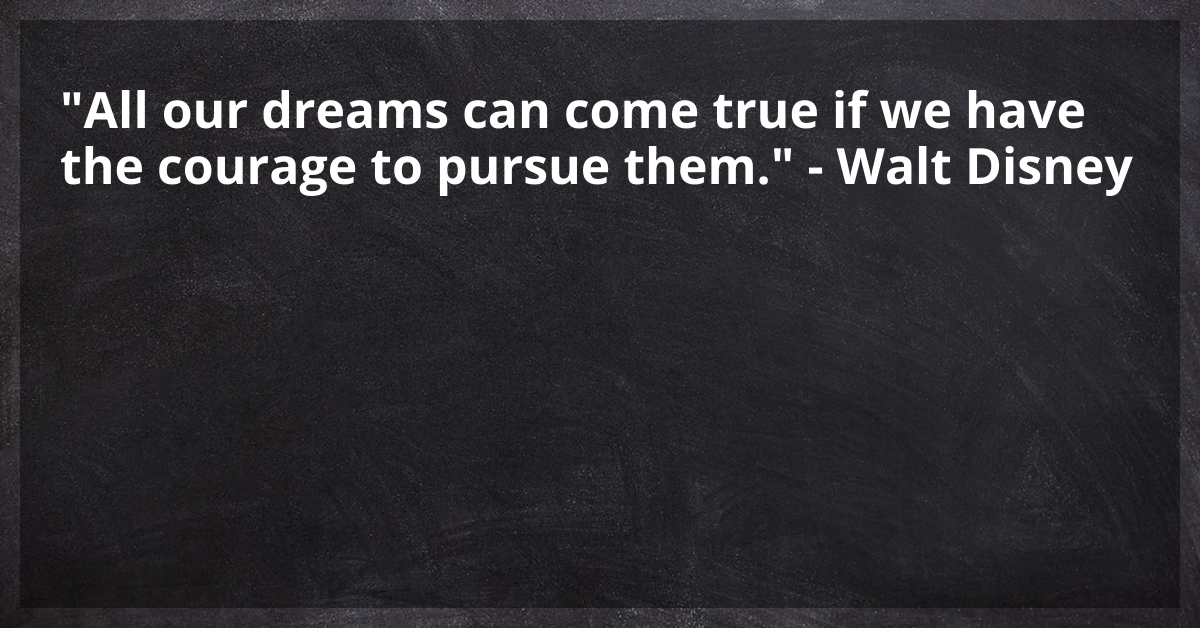 "All our dreams can come true if we have
the courage to pursue them." - Walt Disney